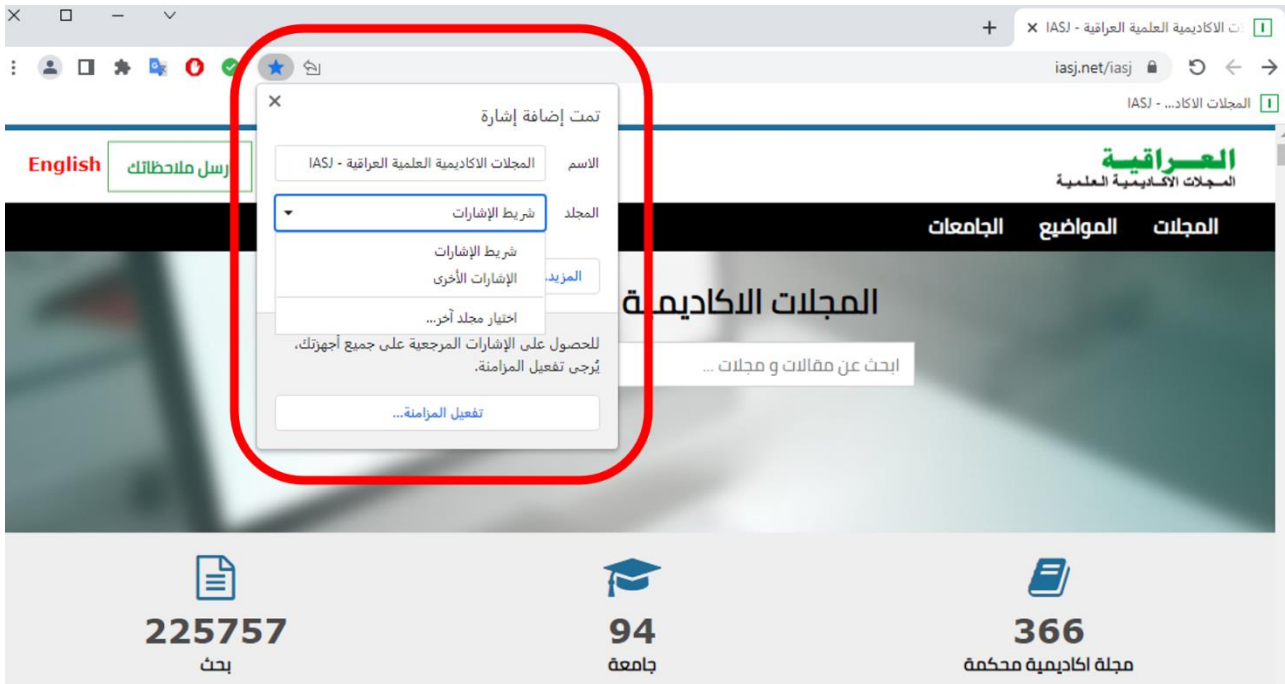 ت الاكاديمية العلمية العراقية - IASJ
iasj.net/iasj
المجلات الاكاد... - IASJ
تمت إضافة إشارة
الاسم
المجلات الاكاديمية العلمية العراقية - IASJ
المجلد
شريط الإشارات
شريط الإشارات
الإشارات الأخرى
اختيار مجلد آخر...
المزيد.
للحصول على الإشارات المرجعية على جميع أجهزتك،
يُرجى تفعيل المزامنة.
تفعيل المزامنة...
العراقية
المجلات الاكاديمية العلمية
رسل ملاحظاتك
English
المجلات
المواضيع
الجامعات
المجلات الاكاديمية
ابحث عن مقالات و مجلات ...
366
مجلة اكاديمية محكمة
94
جامعة
225757
بحث